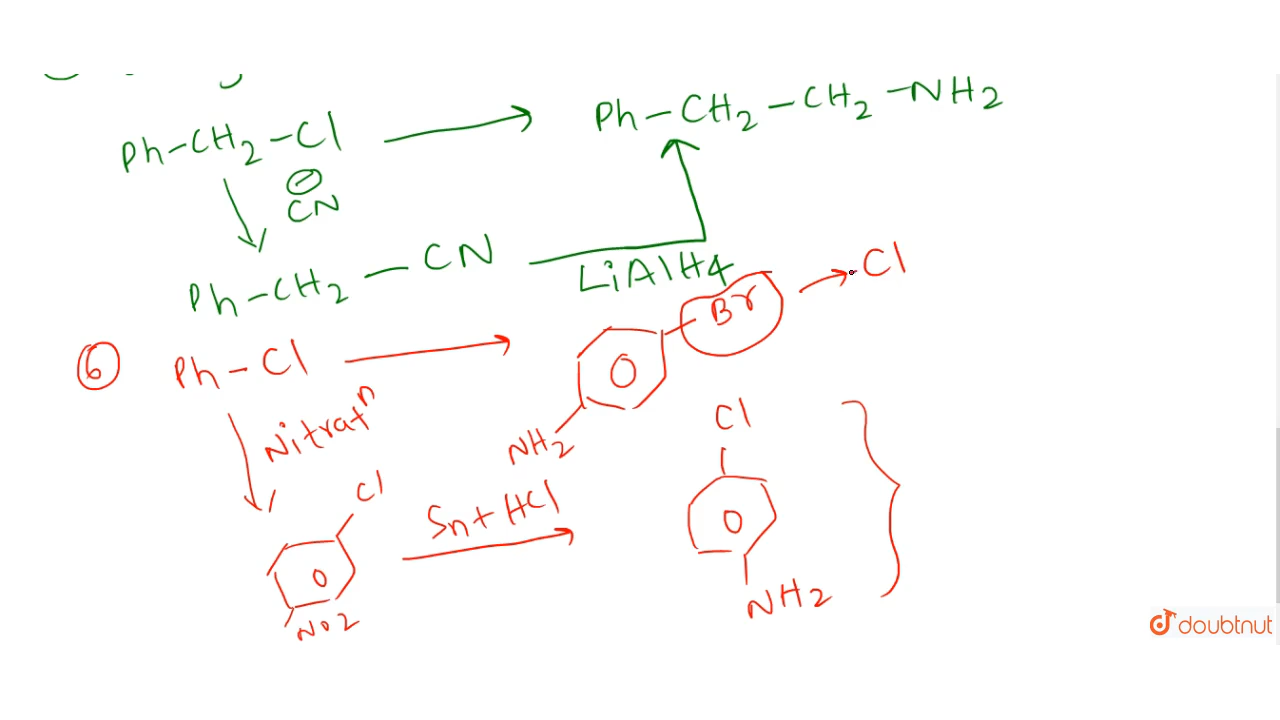 Ph-CH2-Cl → Ph-CH2-CH2-NH2
⊖
CN
Ph-CH2-CN
LiAlH4
Br → Cl
⑥ Ph-Cl →
Nitratⁿ
NH2
Cl
Cl
Sn+HCl
NO2
NH2
doubtnut